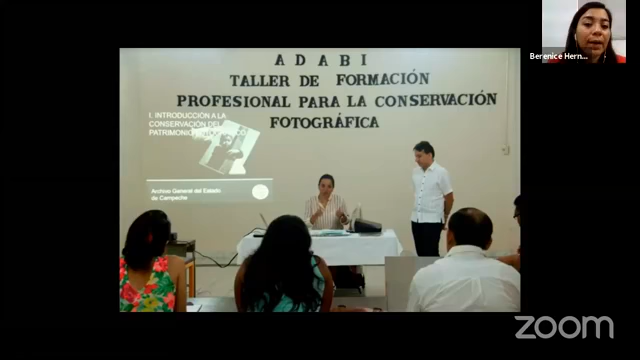 Berenice Hern...
A D A B I
TALLER DE FORMACIÓN
PROFESIONAL PARA LA CONSERVACIÓN
FOTOGRÁFICA
I. INTRODUCCIÓN A LA
CONSERVACIÓN DEL
PATRIMONIO
Archivo General del Estado
de Campeche
zoom